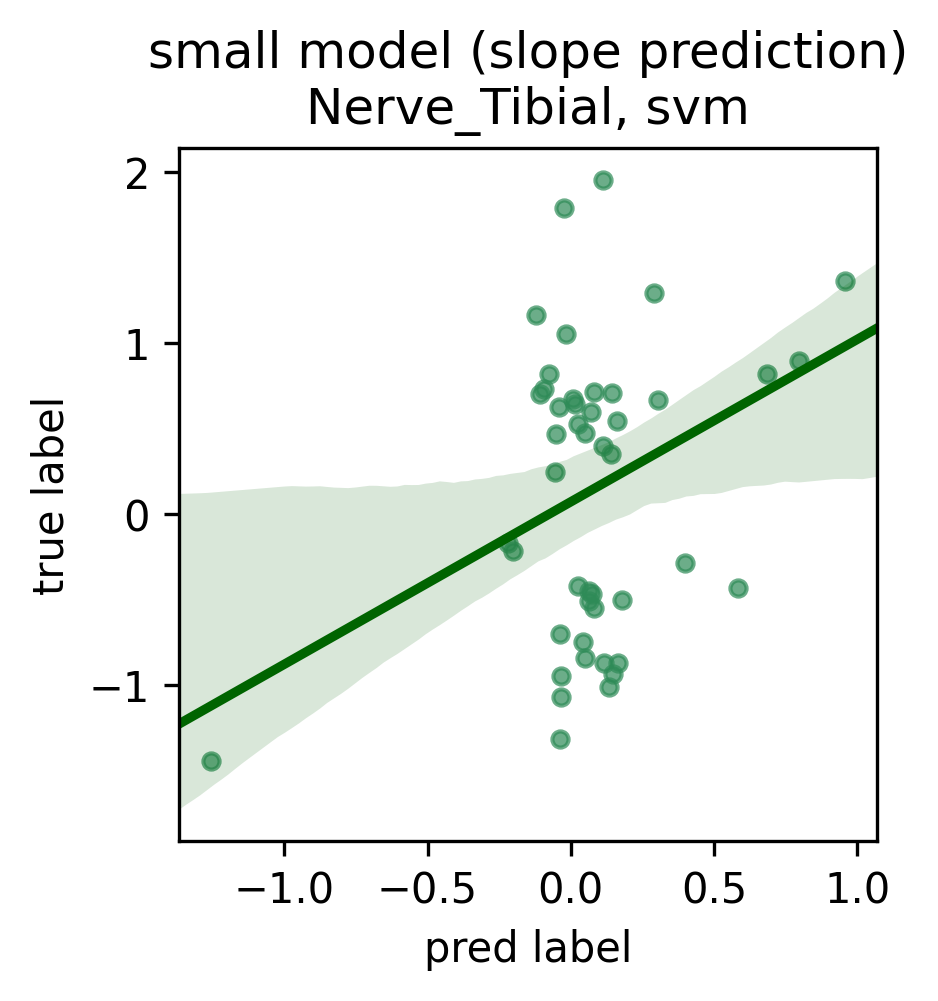 small model (slope prediction)
Nerve_Tibial, svm
2
1
0
−1
true label
−1.0 −0.5 0.0 0.5 1.0
pred label